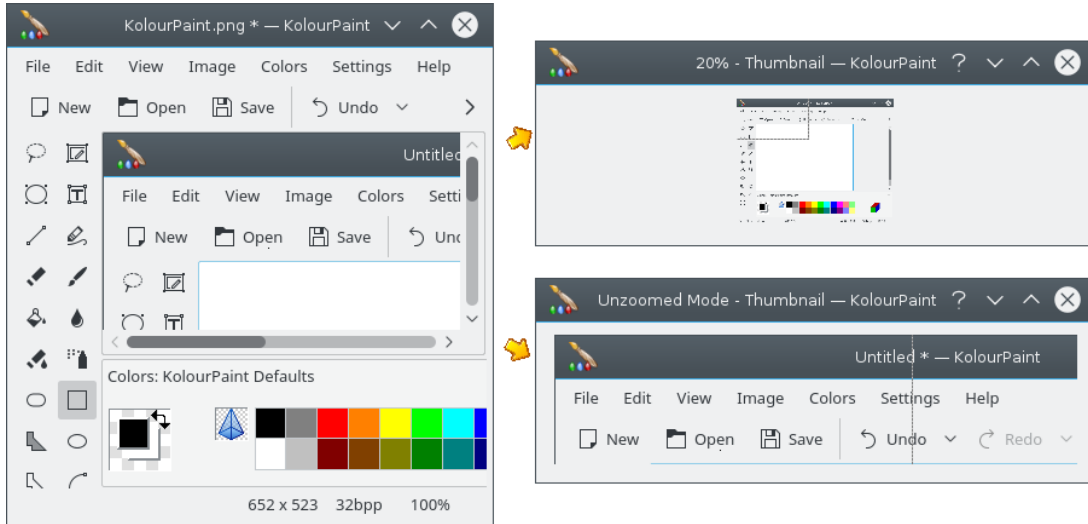 KolourPaint.png * — KolourPaint
File Edit View Image Colors Settings Help
New Open Save Undo
Untitled
File Edit View Image Colors Setti
New Open Save Und
Colors: KolourPaint Defaults
652 x 523 32bpp 100%
20% - Thumbnail — KolourPaint
Unzoomed Mode - Thumbnail — KolourPaint
Untitled * — KolourPaint
File Edit View Image Colors Settings Help
New Open Save Undo Redo